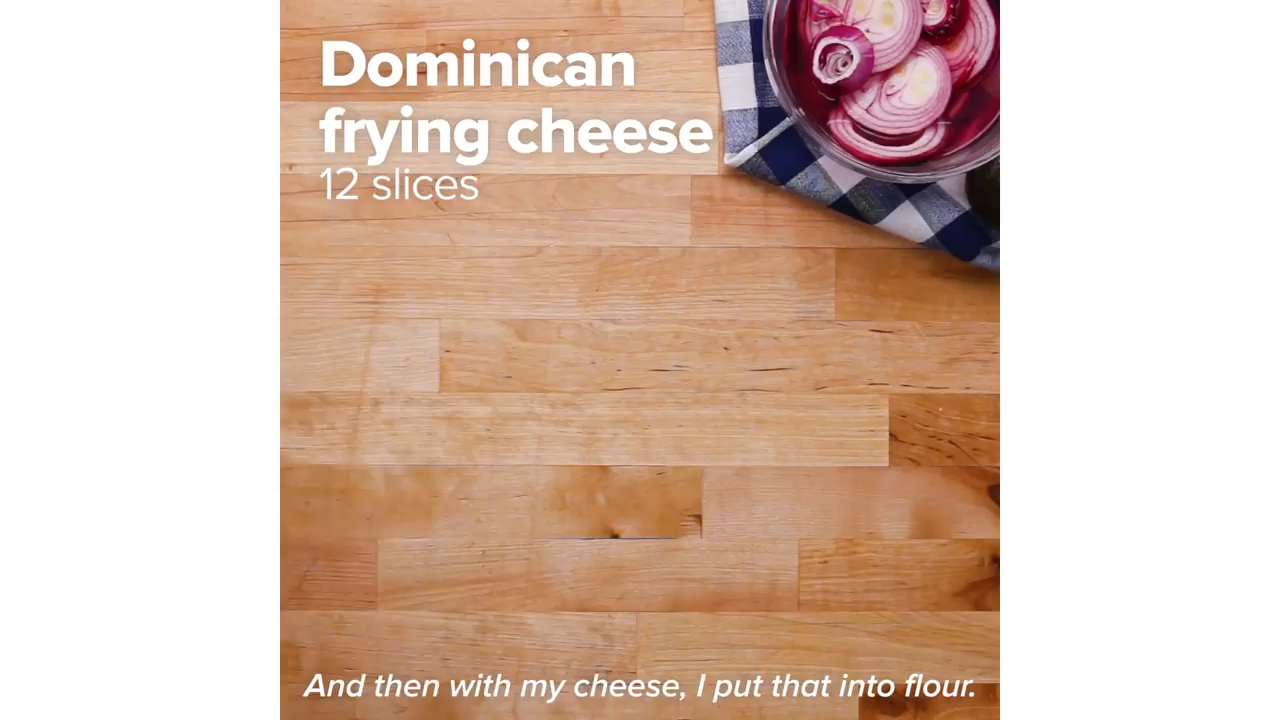 Dominican
frying cheese
12 slices
And then with my cheese, I put that into flour.